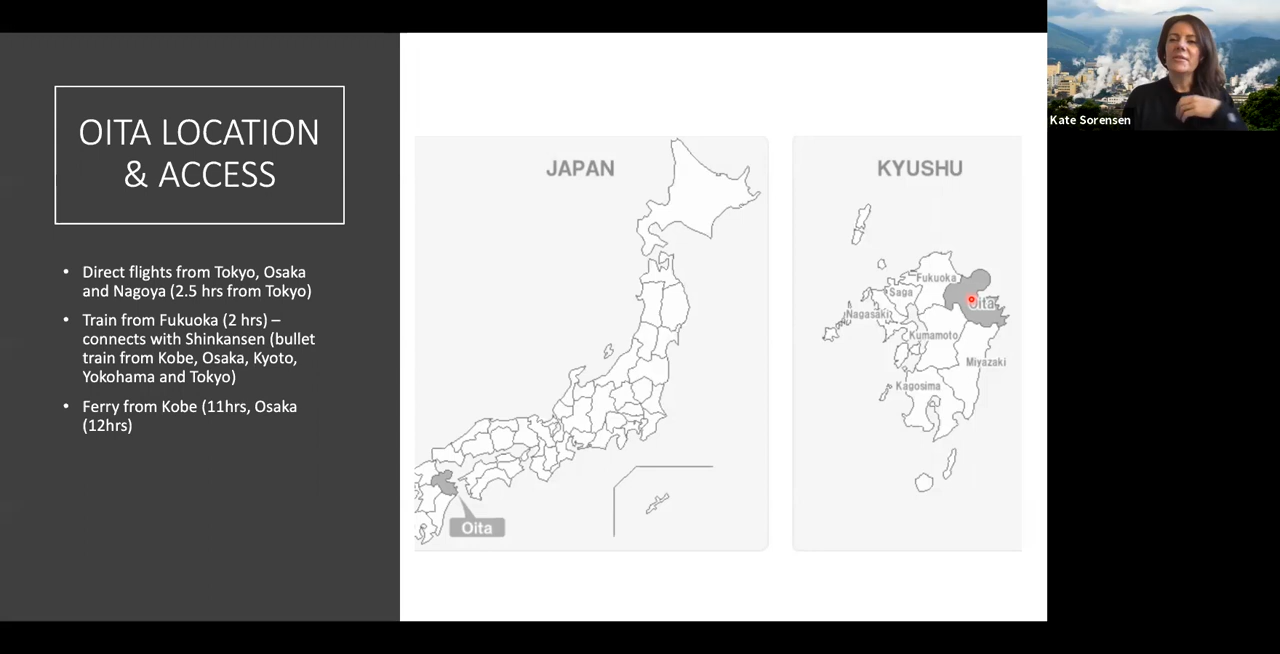 OITA LOCATION
& ACCESS
• Direct flights from Tokyo, Osaka
and Nagoya (2.5 hrs from Tokyo)
• Train from Fukuoka (2 hrs) –
connects with Shinkansen (bullet
train from Kobe, Osaka, Kyoto,
Yokohama and Tokyo)
• Ferry from Kobe (11hrs, Osaka
(12hrs)
JAPAN
Oita
KYUSHU
Fukuoka
Saga
Oita
Nagasaki
Kumamoto
Miyazaki
Kagosima
Kate Sorensen